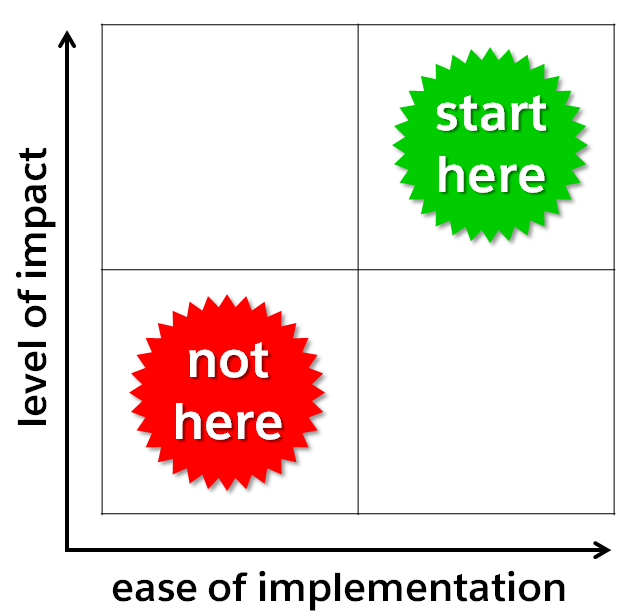 start
here
level of impact
not
here
ease of implementation